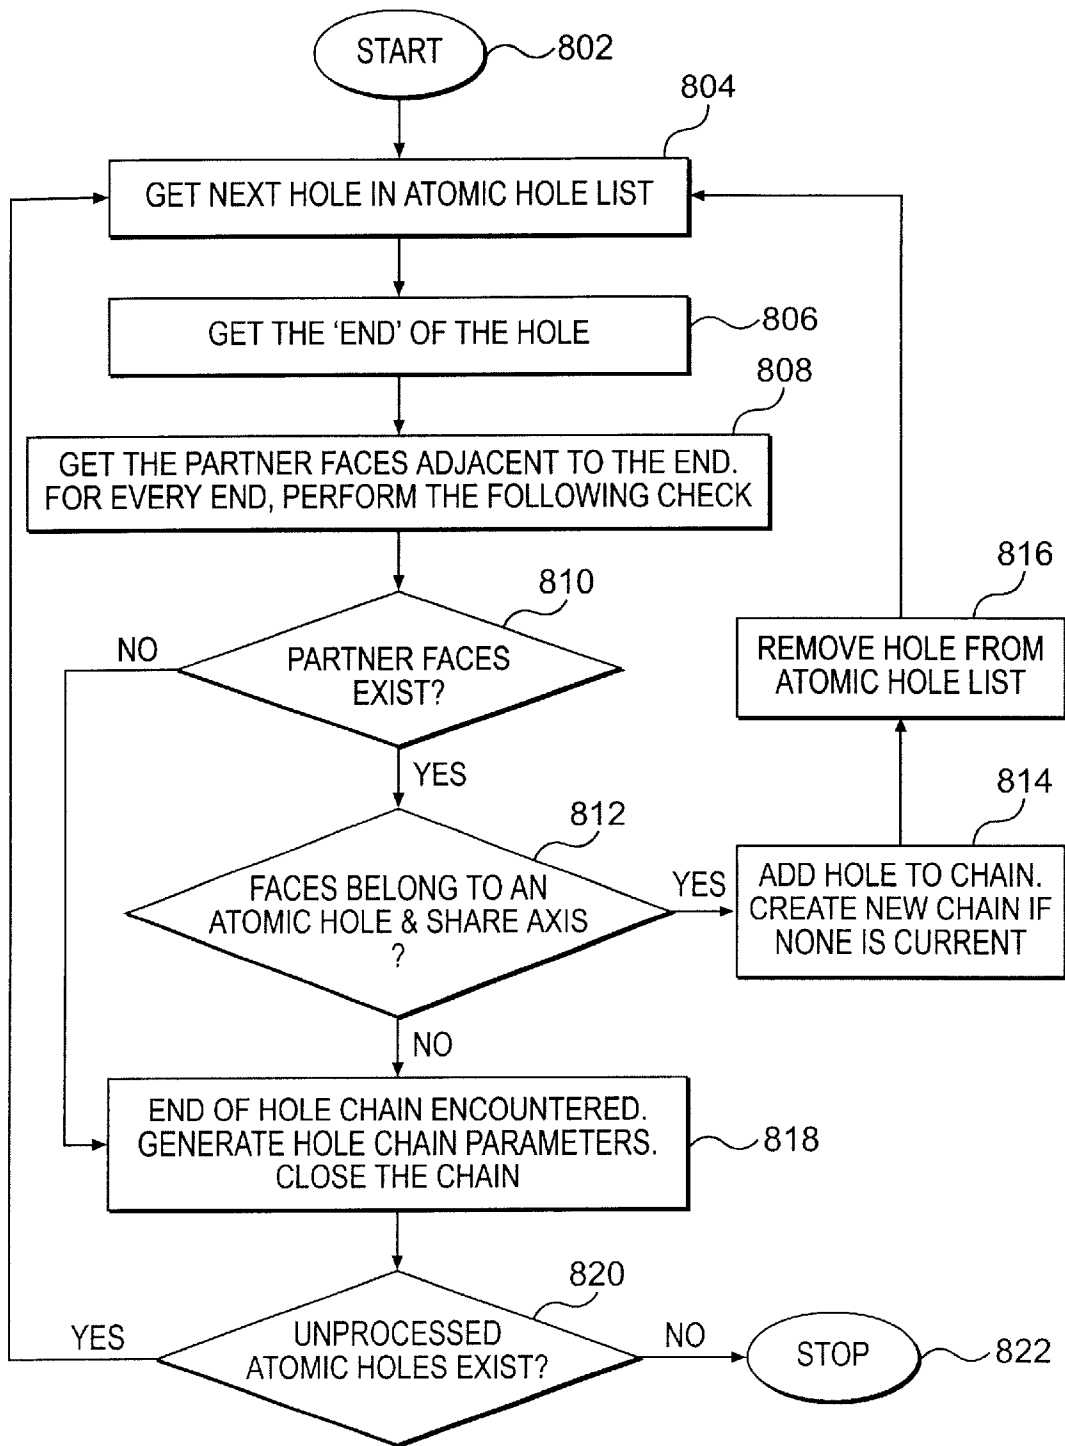 START
802
804
GET NEXT HOLE IN ATOMIC HOLE LIST
GET THE ‘END’ OF THE HOLE
806
808
GET THE PARTNER FACES ADJACENT TO THE END.
FOR EVERY END, PERFORM THE FOLLOWING CHECK
810
NO
PARTNER FACES
EXIST?
YES
816
REMOVE HOLE FROM
ATOMIC HOLE LIST
812
FACES BELONG TO AN
ATOMIC HOLE & SHARE AXIS
?
YES
814
ADD HOLE TO CHAIN.
CREATE NEW CHAIN IF
NONE IS CURRENT
NO
END OF HOLE CHAIN ENCOUNTERED.
GENERATE HOLE CHAIN PARAMETERS.
CLOSE THE CHAIN
818
820
YES
UNPROCESSED
ATOMIC HOLES EXIST?
NO
STOP
822